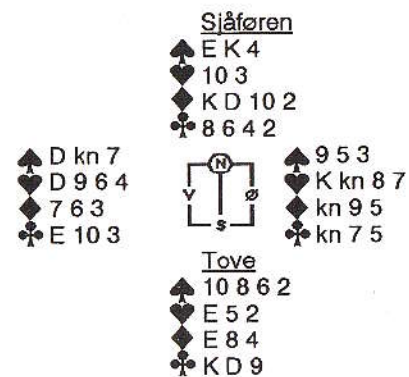 Sjåføren
♠ E K 4
♥ 10 3
♦ K D 10 2
♣ 8 6 4 2
♠ D kn 7
♥ D 9 6 4
♦ 7 6 3
♣ E 10 3
N
V Ø
S
♠ 9 5 3
♥ K kn 8 7
♦ kn 9 5
♣ kn 7 5
Tove
♠ 10 8 6 2
♥ E 5 2
♦ E 8 4
♣ K D 9